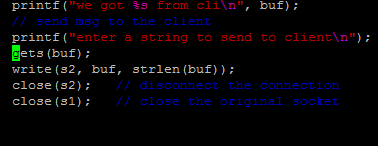 printf("we got %s from cli\n", buf);
// send msg to the client
printf("enter a string to send to client\n");
gets(buf);
write(s2, buf, strlen(buf));
close(s2);   // disconnect the connection
close(s1);   // close the original socket